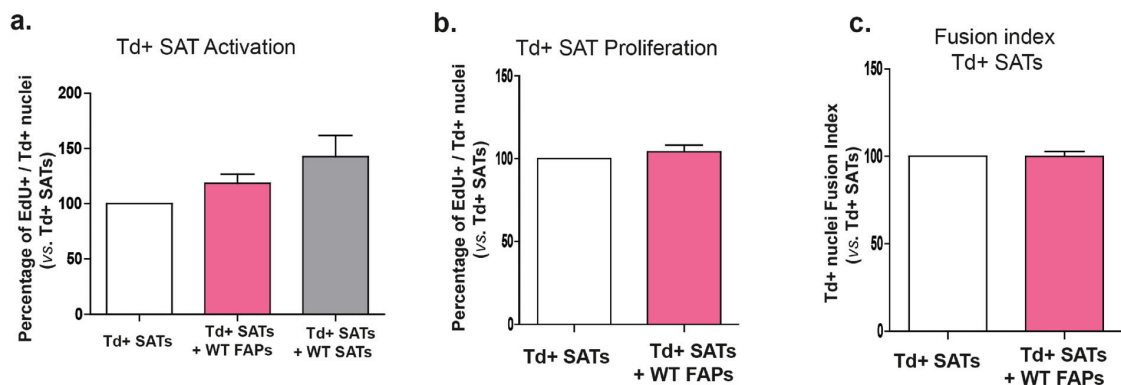 a.
Td+ SAT Activation
Percentage of EdU+ / Td+ nuclei
(vs. Td+ SATs)
200
150
100
50
0
Td+ SATs
Td+ SATs
+ WT FAPs
Td+ SATs
+ WT SATs
b.
Td+ SAT Proliferation
Percentage of EdU+ / Td+ nuclei
(vs. Td+ SATs)
150
100
50
0
Td+ SATs
Td+ SATs
+ WT FAPs
c.
Fusion index
Td+ SATs
Td+ nuclei Fusion Index
(vs. Td+ SATs)
150
100
50
0
Td+ SATs
Td+ SATs
+ WT FAPs